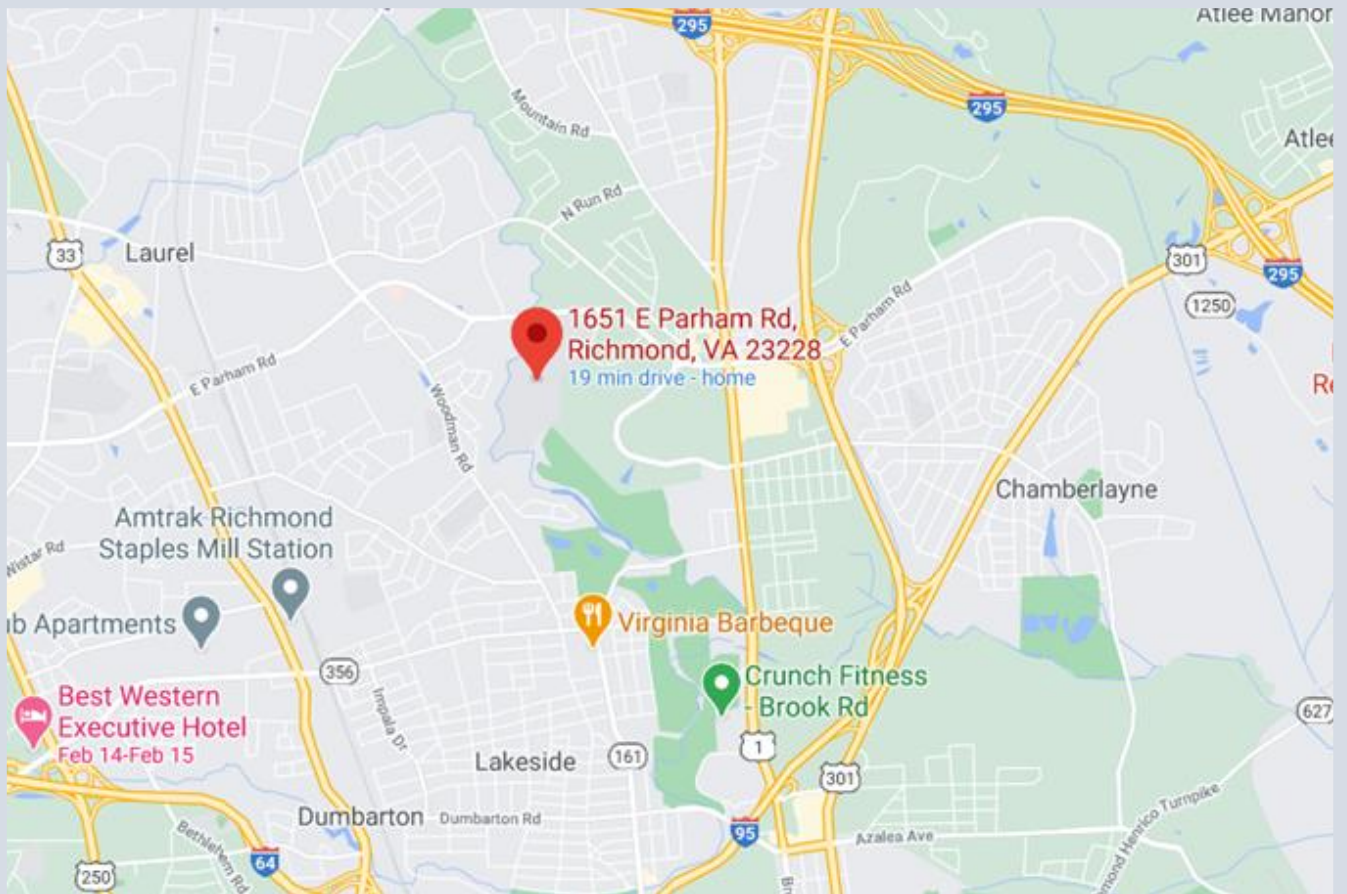 Atlee Manor
295
Mountain Rd
295
Atlee
N Run Rd
33
Laurel
301
295
1250
1651 E Parham Rd,
Richmond, VA 23228
19 min drive - home
E Parham Rd
E Parham Rd
Woodman Rd
Chamberlayne
Amtrak Richmond
Staples Mill Station
Wistar Rd
b Apartments
Virginia Barbeque
356
Crunch Fitness
- Brook Rd
Best Western
Executive Hotel
Feb 14-Feb 15
Impala Dr
627
1
Lakeside
161
301
Dumbarton
Dumbarton Rd
95
Azalea Ave
Henrico Turnpike
64
Bethlehem Rd
250